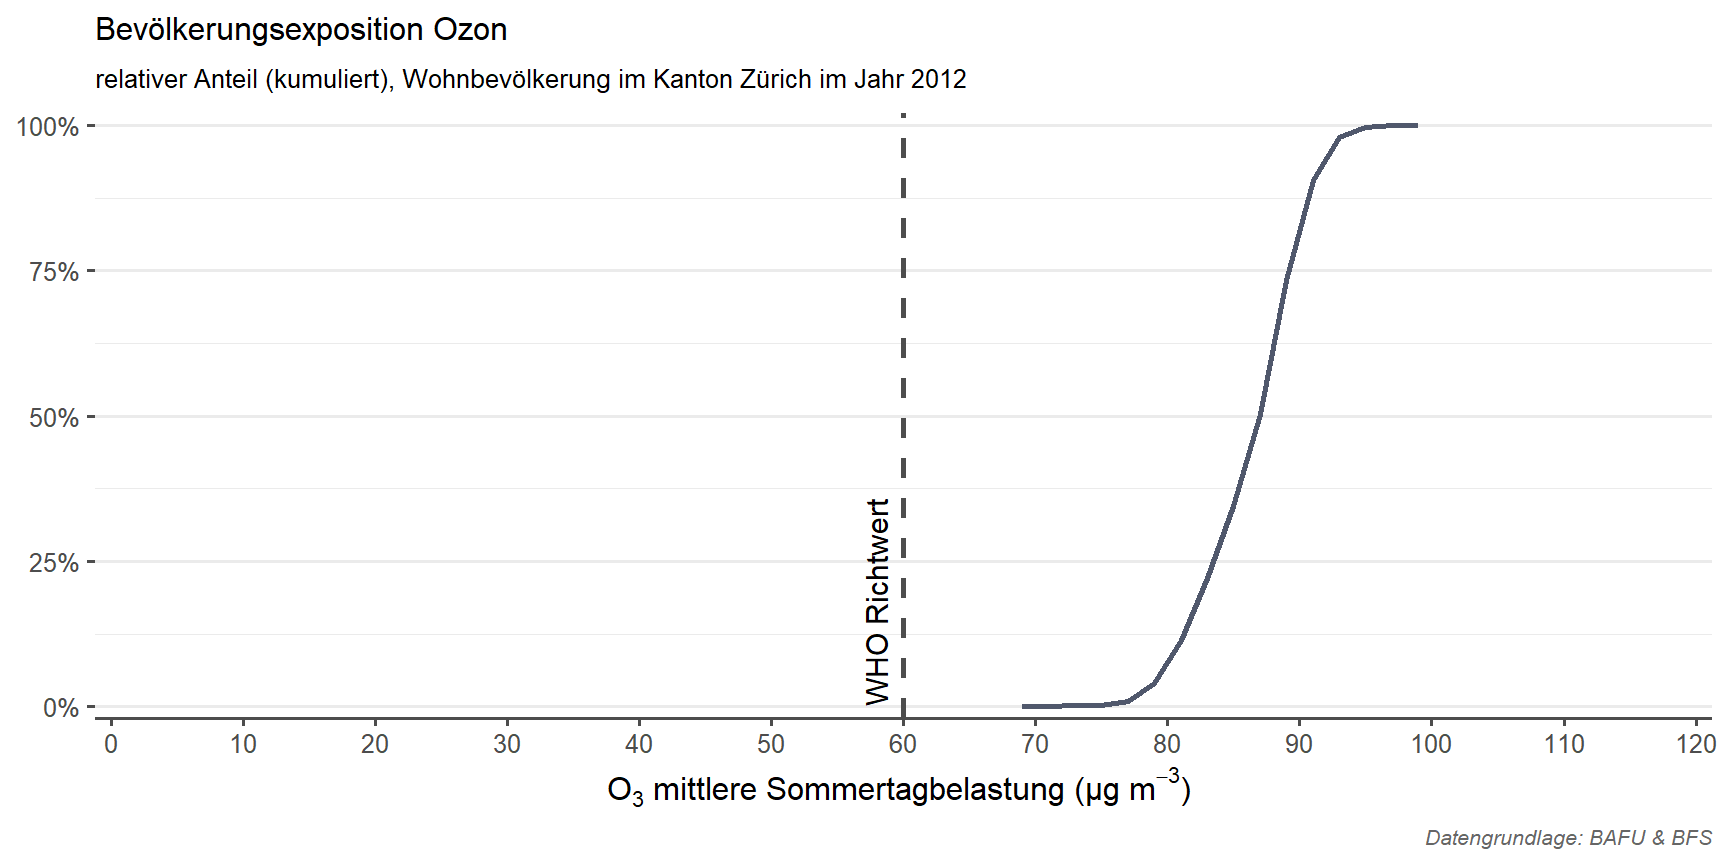 Bevölkerungsexposition Ozon
relativer Anteil (kumuliert), Wohnbevölkerung im Kanton Zürich im Jahr 2012
100%
75%
50%
25%
0%
WHO Richtwert
0 10 20 30 40 50 60 70 80 90 100 110 120
O₃ mittlere Sommertagbelastung (µg m⁻³)
Datengrundlage: BAFU & BFS